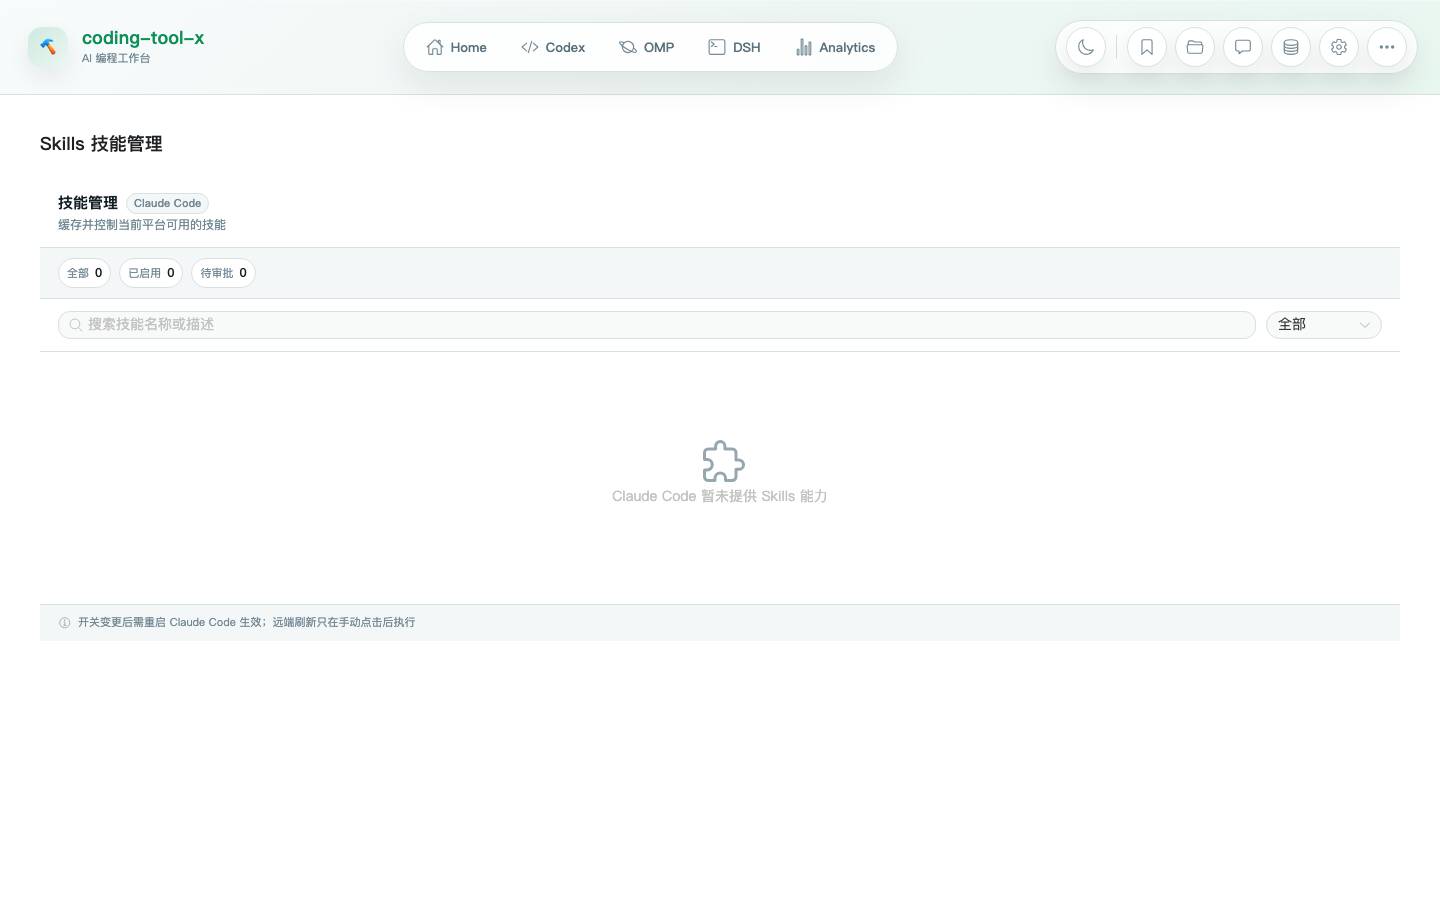 coding-tool-x
AI 编程工作台
Home
Codex
OMP
DSH
Analytics
Skills 技能管理
技能管理 Claude Code
缓存并控制当前平台可用的技能
全部 0 已启用 0 待审批 0
搜索技能名称或描述 全部
Claude Code 暂未提供 Skills 能力
开关变更后需重启 Claude Code 生效；远端刷新只在手动点击后执行